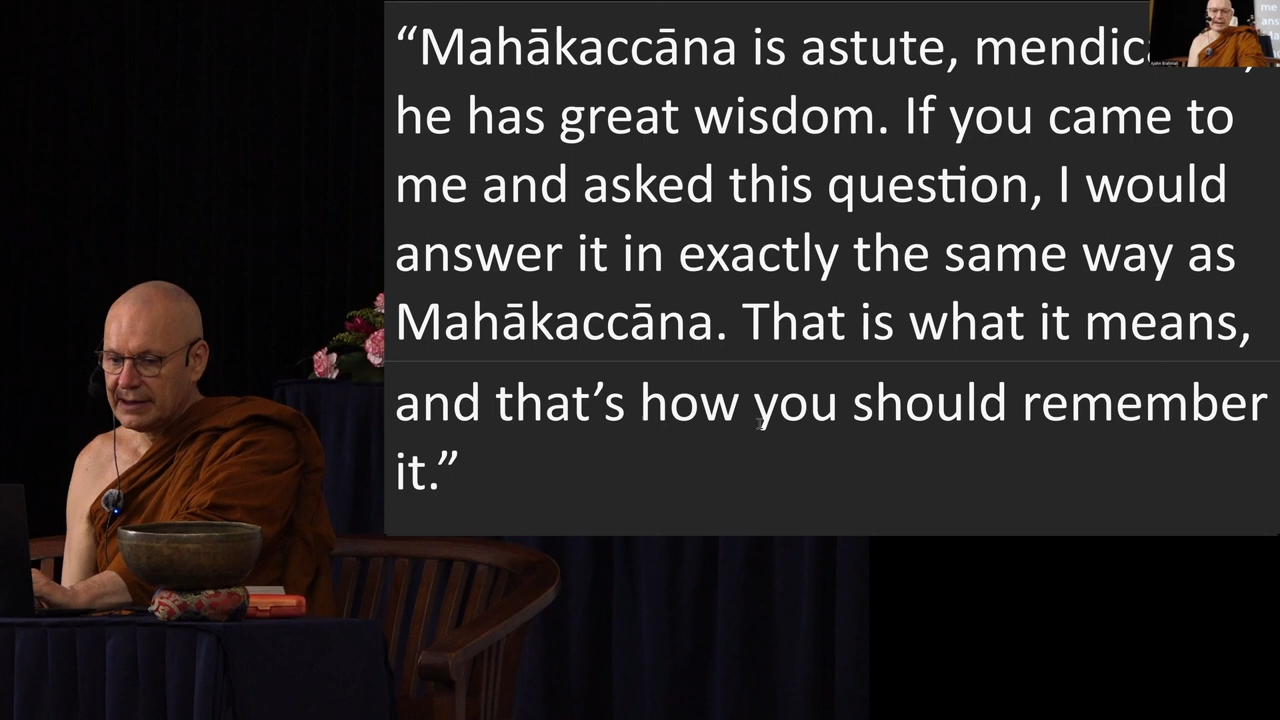 “Mahākaccāna is astute, mendic
he has great wisdom. If you came to
me and asked this question, I would
answer it in exactly the same way as
Mahākaccāna. That is what it means,
and that’s how you should remember
it.”
me
ans